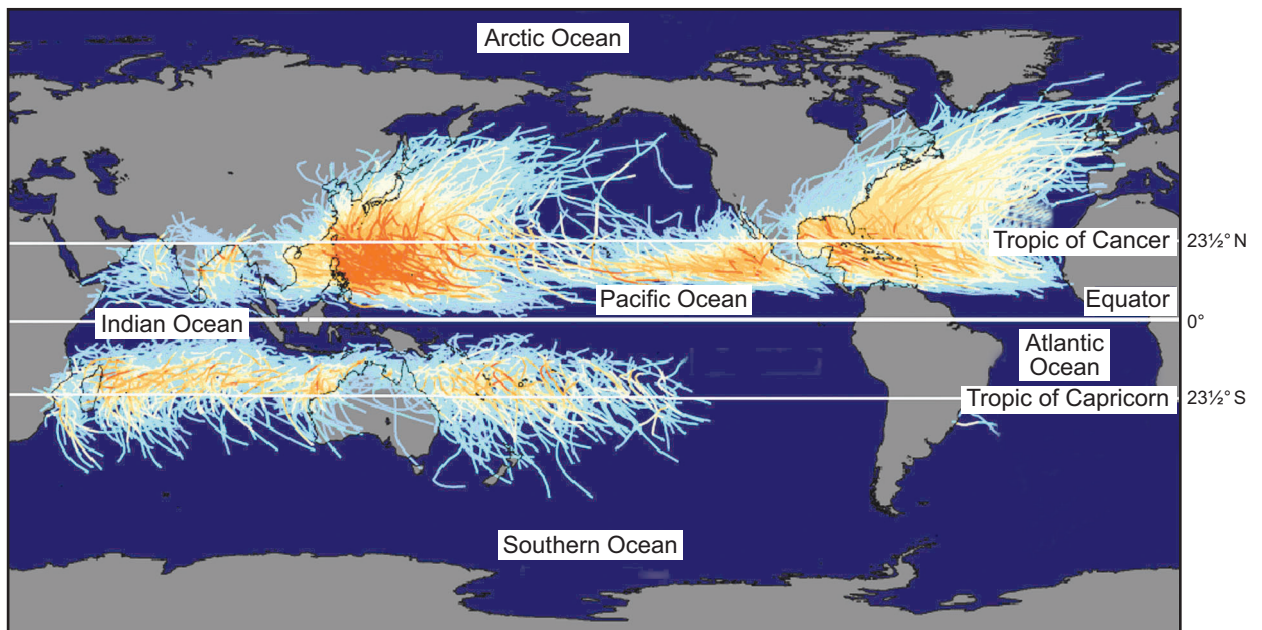 Arctic Ocean
Tropic of Cancer
23½° N
Pacific Ocean
Equator
Indian Ocean
0°
Atlantic
Ocean
Tropic of Capricorn
23½° S
Southern Ocean